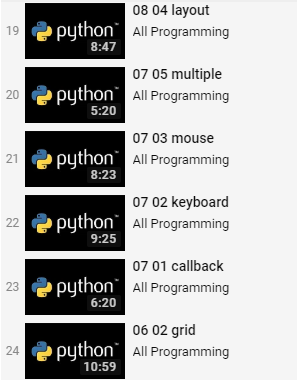 19
python™
8:47
08 04 layout
All Programming
20
python™
5:20
07 05 multiple
All Programming
21
python™
8:23
07 03 mouse
All Programming
22
python™
9:25
07 02 keyboard
All Programming
23
python™
6:20
07 01 callback
All Programming
24
python™
10:59
06 02 grid
All Programming